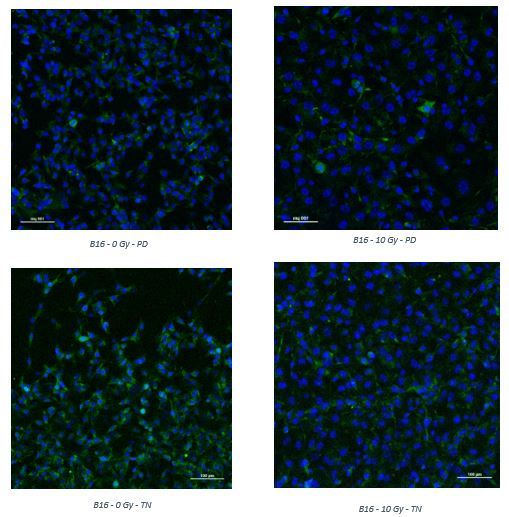 B16 - 0 Gy - PD
B16 - 10 Gy - PD
100 µm
100 µm
B16 - 0 Gy - TN
B16 - 10 Gy - TN